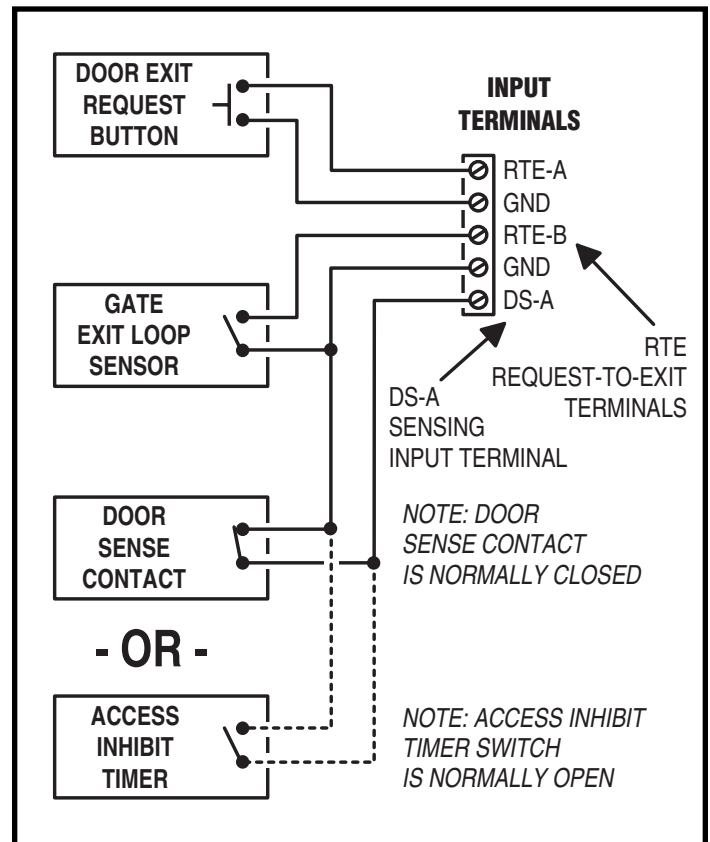 DOOR EXIT
REQUEST
BUTTON
INPUT
TERMINALS
RTE-A
GND
RTE-B
GND
DS-A
GATE
EXIT LOOP
SENSOR
RTE
REQUEST-TO-EXIT
TERMINALS
DS-A
SENSING
INPUT TERMINAL
DOOR
SENSE
CONTACT
NOTE: DOOR
SENSE CONTACT
IS NORMALLY CLOSED
- OR -
ACCESS
INHIBIT
TIMER
NOTE: ACCESS INHIBIT
TIMER SWITCH
IS NORMALLY OPEN